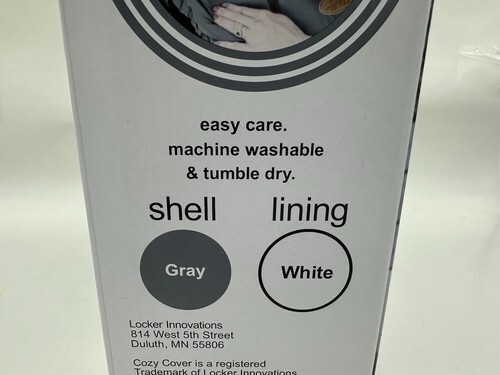 easy care.
machine washable
& tumble dry.
shell lining
Gray White
Locker Innovations
814 West 5th Street
Duluth, MN 55806
Cozy Cover is a registered
Trademark of Locker Innovations